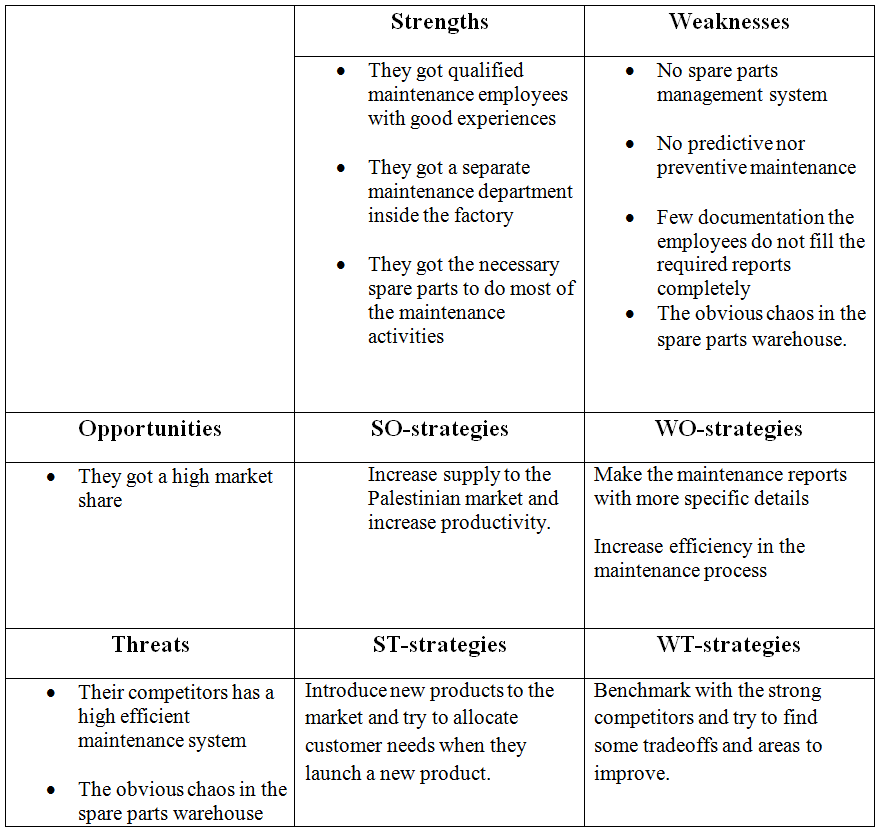 Strengths
Weaknesses
• They got qualified
maintenance employees
with good experiences
• They got a separate
maintenance department
inside the factory
• They got the necessary
spare parts to do most of
the maintenance
activities
• No spare parts
management system
• No predictive nor
preventive maintenance
• Few documentation the
employees do not fill the
required reports
completely
• The obvious chaos in the
spare parts warehouse.
Opportunities
SO-strategies
WO-strategies
• They got a high market
share
Increase supply to the
Palestinian market and
increase productivity.
Make the maintenance reports
with more specific details
Increase efficiency in the
maintenance process
Threats
ST-strategies
WT-strategies
• Their competitors has a
high efficient
maintenance system
• The obvious chaos in the
spare parts warehouse
Introduce new products to the
market and try to allocate
customer needs when they
launch a new product.
Benchmark with the strong
competitors and try to find
some tradeoffs and areas to
improve.